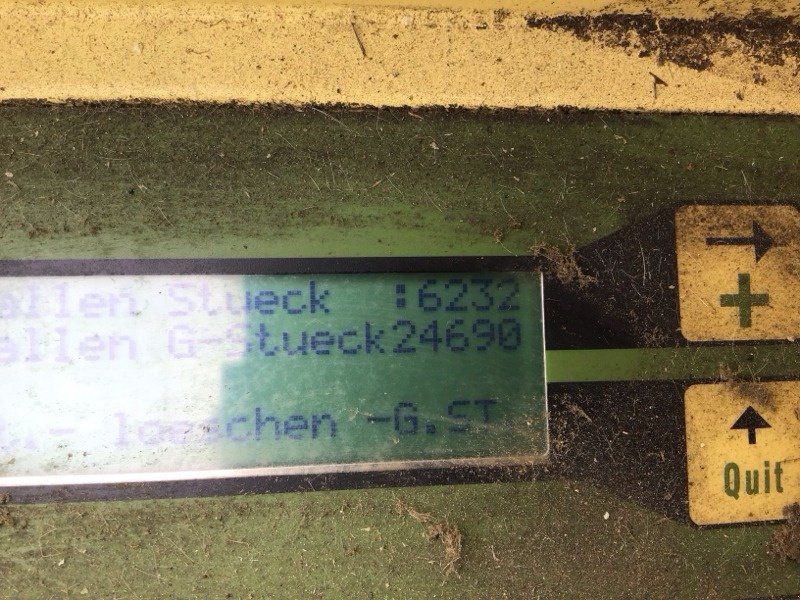 allen Stueck :6232
allen G-Stueck24690
.- loeschen -G.ST
+
Quit